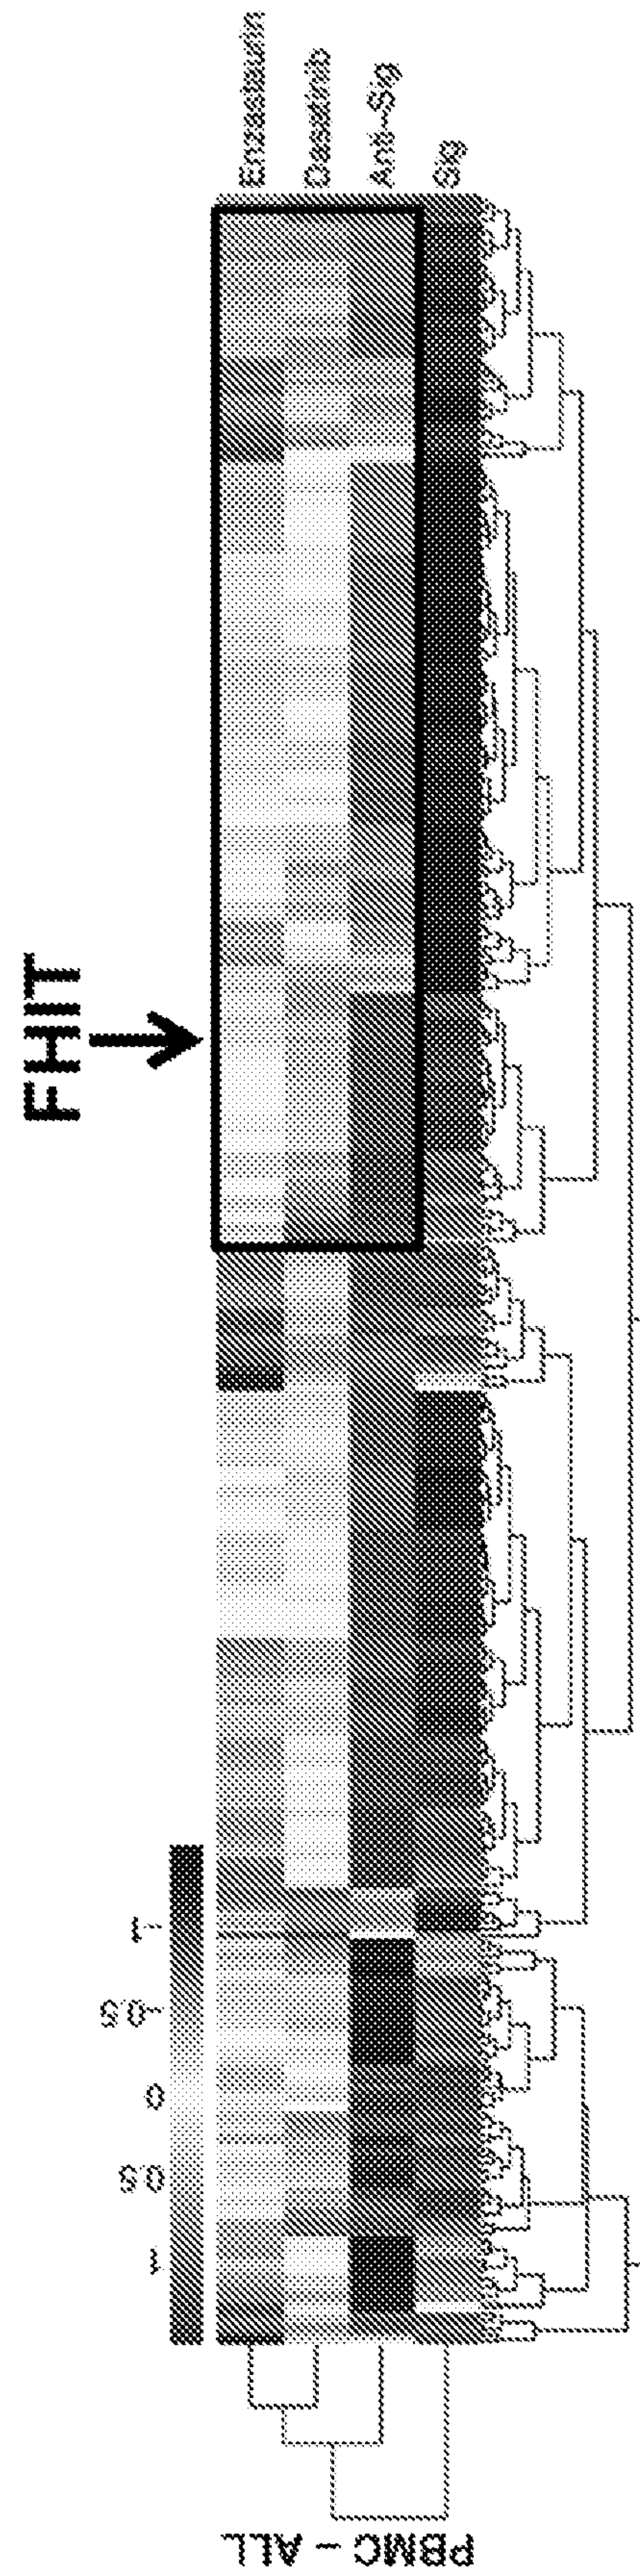 FHIT
Enzastaurin
Dasatinib
Anti-Sig
Sig
-1
-0.5
0
0.5
1
PBMC - ALL